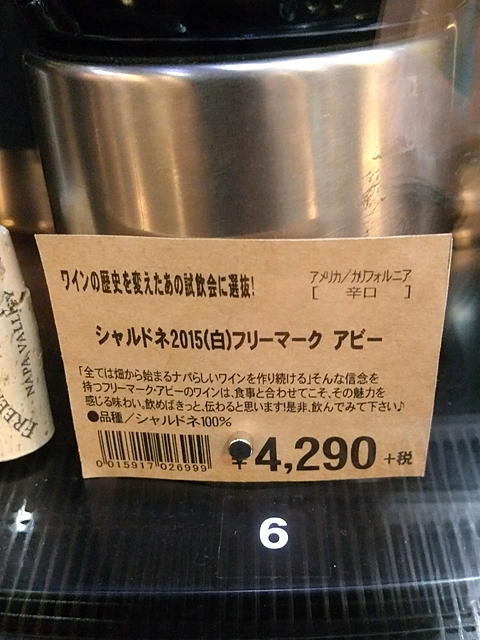 ワインの歴史を変えたあの試飲会に選抜!
アメリカ/カリフォルニア
[ 辛口 ]
シャルドネ2015(白)フリーマーク アビー
「全ては畑から始まるナパらしいワインを作り続ける」そんな信念を
持つフリーマーク・アビーのワインは、食事と合わせてこそ、その魅力を
感じる味わい。飲めばきっと、伝わると思います!是非、飲んでみて下さい♪
●品種/シャルドネ100%
0 015917 026999
¥4,290 +税
6
FREE
NAPA VALL